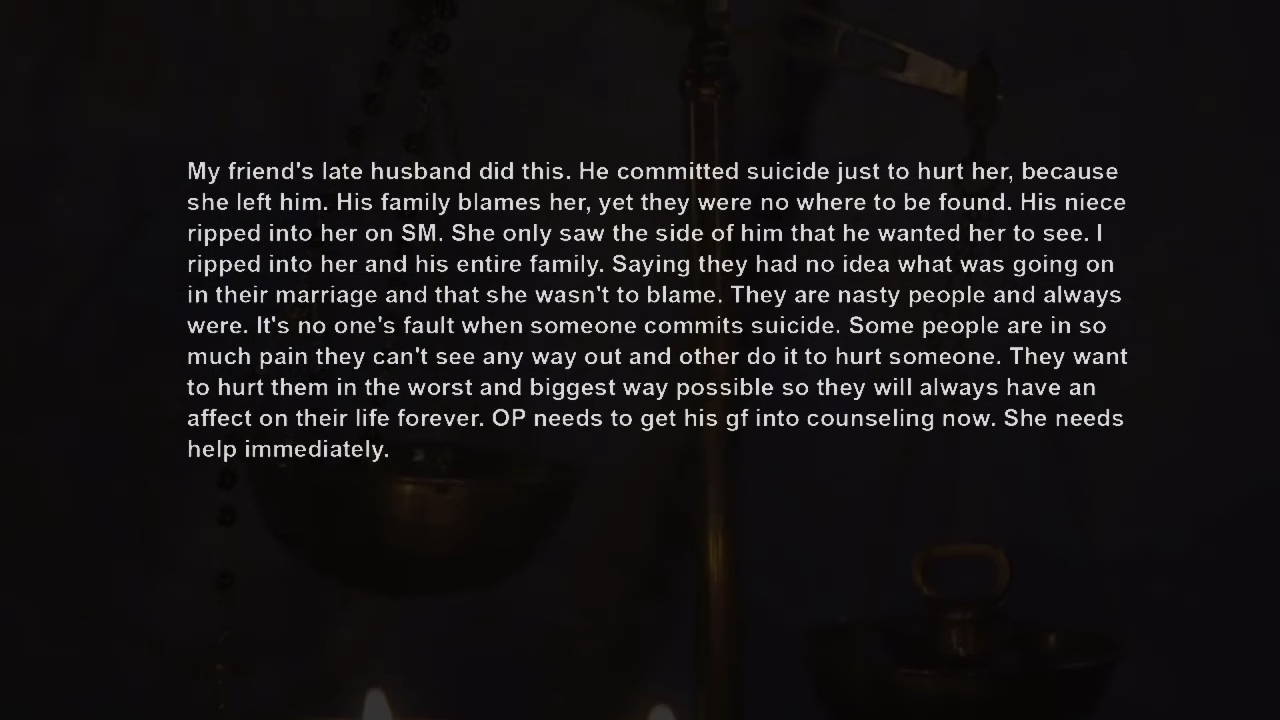 My friend's late husband did this. He committed suicide just to hurt her, because
she left him. His family blames her, yet they were no where to be found. His niece
ripped into her on SM. She only saw the side of him that he wanted her to see. I
ripped into her and his entire family. Saying they had no idea what was going on
in their marriage and that she wasn't to blame. They are nasty people and always
were. It's no one's fault when someone commits suicide. Some people are in so
much pain they can't see any way out and other do it to hurt someone. They want
to hurt them in the worst and biggest way possible so they will always have an
affect on their life forever. OP needs to get his gf into counseling now. She needs
help immediately.